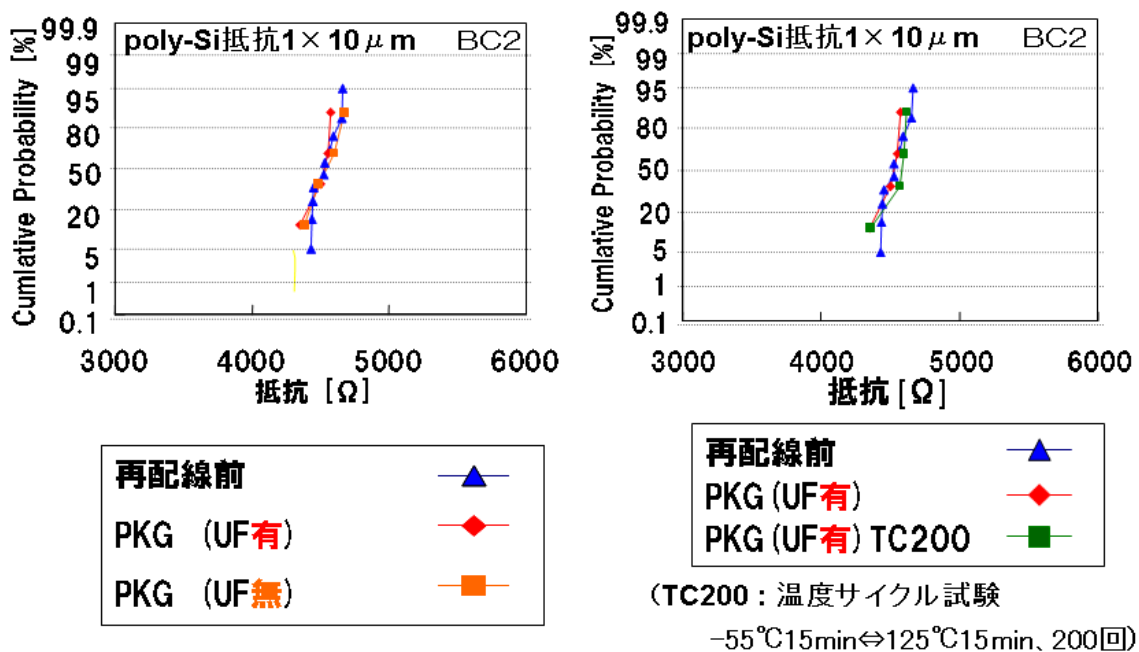 poly-Si抵抗1×10μm BC2
Cumlative Probability [%]
99.9
99
95
80
50
20
5
1
0.1
3000 4000 5000 6000
抵抗 [Ω]
再配線前
PKG (UF有)
PKG (UF無)
poly-Si抵抗1×10μm BC2
Cumlative Probability [%]
99.9
99
95
80
50
20
5
1
0.1
3000 4000 5000 6000
抵抗[Ω]
再配線前
PKG(UF有)
PKG(UF有)TC200
(TC200:温度サイクル試験
-55℃15min⇔125℃15min、200回)